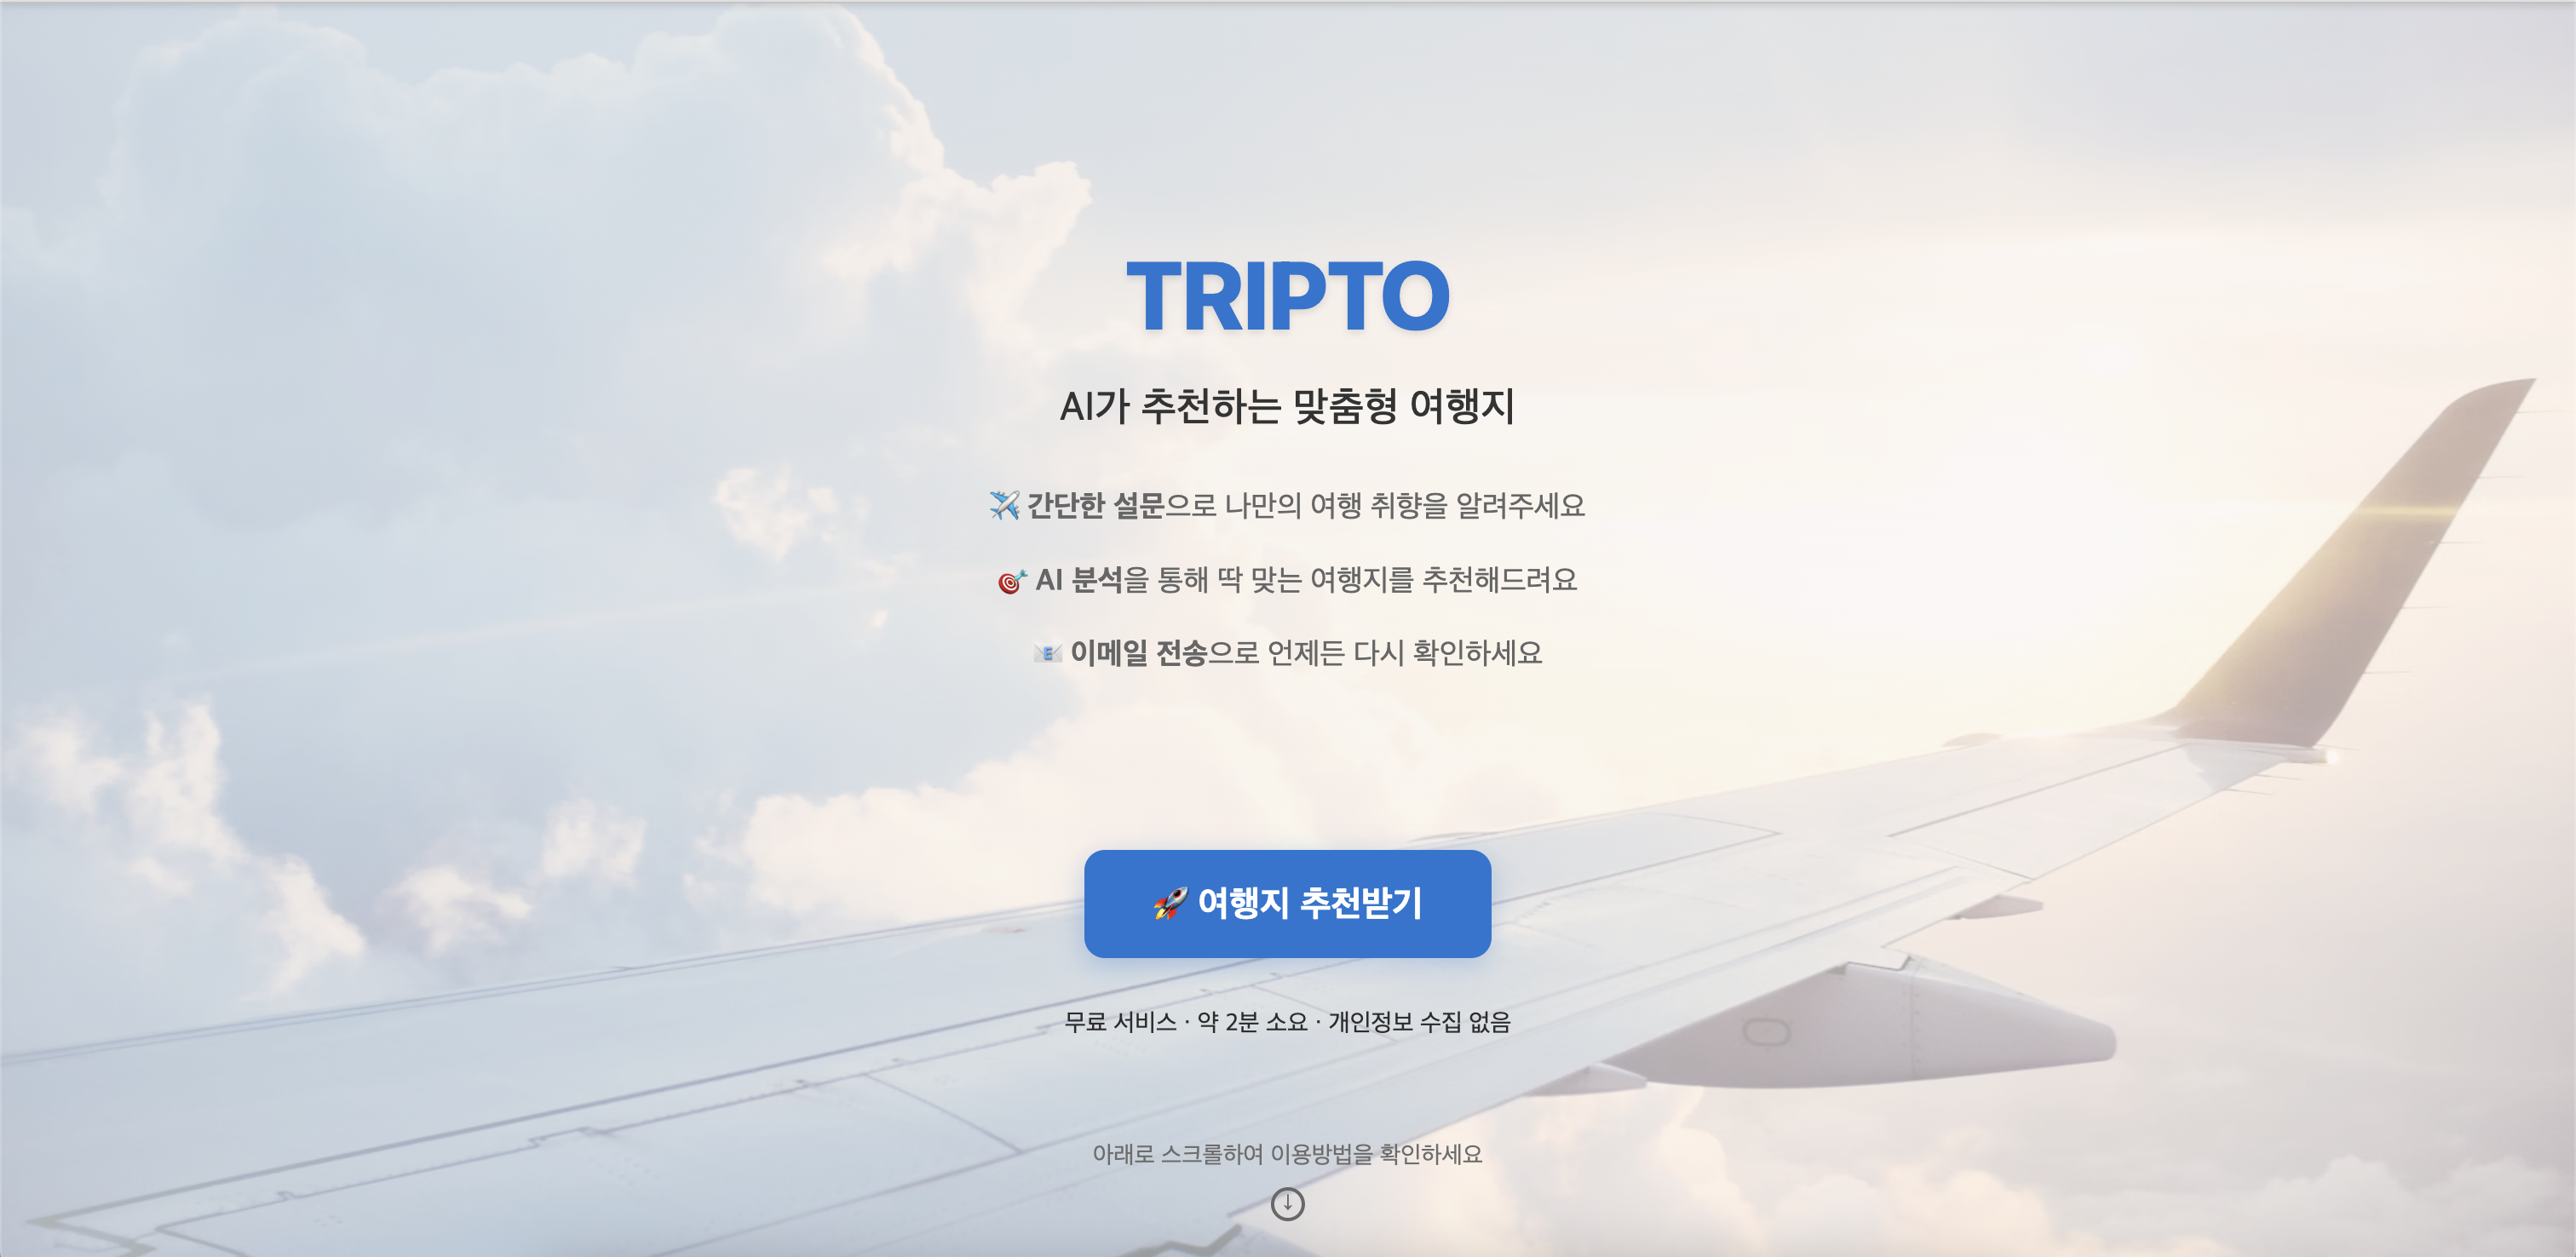 TRIPTO
AI가 추천하는 맞춤형 여행지
✈️ 간단한 설문으로 나만의 여행 취향을 알려주세요
🎯 AI 분석을 통해 딱 맞는 여행지를 추천해드려요
📧 이메일 전송으로 언제든 다시 확인하세요
🚀 여행지 추천받기
무료 서비스 · 약 2분 소요 · 개인정보 수집 없음
아래로 스크롤하여 이용방법을 확인하세요
↓